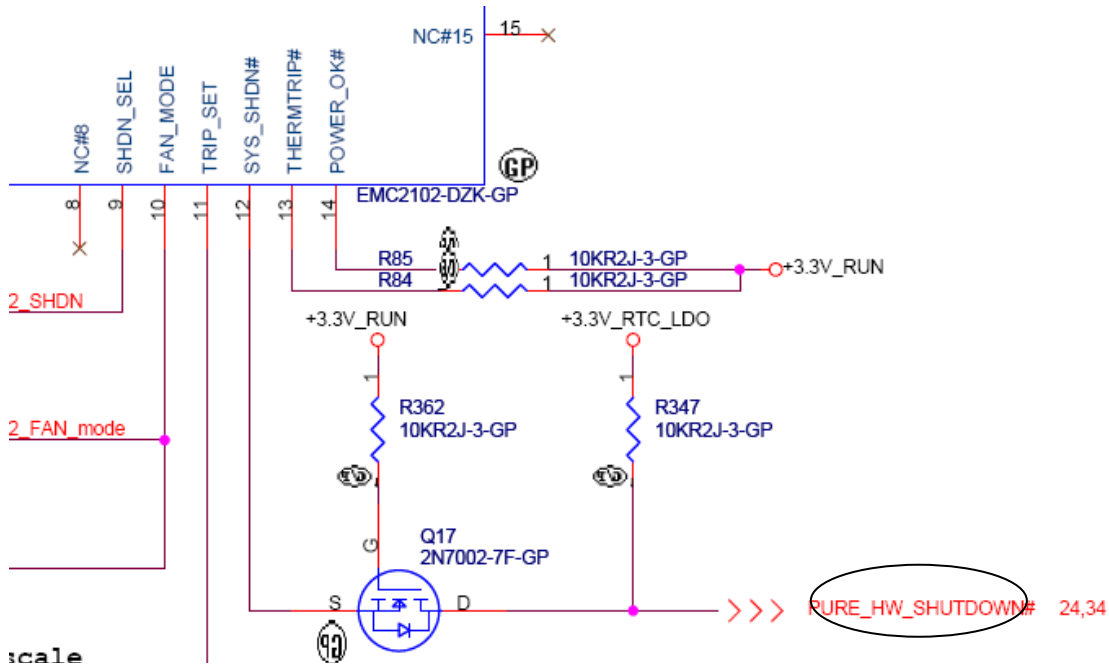 NC#15
15
NC#8
SHDN_SEL
FAN_MODE
TRIP_SET
SYS_SHDN#
THERMTRIP#
POWER_OK#
GP
EMC2102-DZK-GP
8
9
10
11
12
13
14
R85
1
10KR2J-3-GP
+3.3V_RUN
R84
1
10KR2J-3-GP
2_SHDN
+3.3V_RUN
+3.3V_RTC_LDO
1
1
R362
10KR2J-3-GP
R347
10KR2J-3-GP
2_FAN_mode
Q17
2N7002-7F-GP
G
S
D
GP
PURE_HW_SHUTDOWN# 24,34
scale